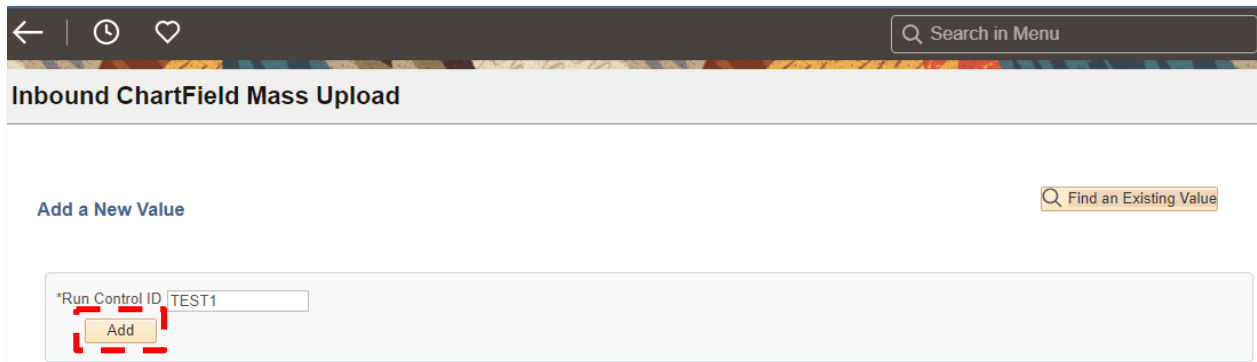 Search in Menu
Inbound ChartField Mass Upload
Find an Existing Value
Add a New Value
*Run Control ID TEST1
Add